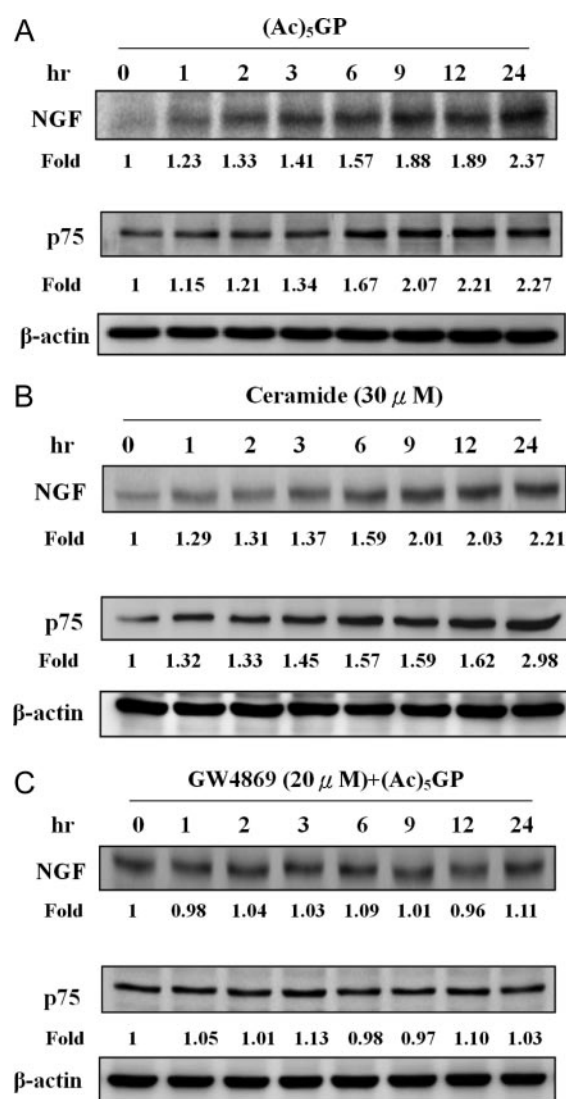 A
(Ac)₅GP
hr 0 1 2 3 6 9 12 24
NGF
Fold 1 1.23 1.33 1.41 1.57 1.88 1.89 2.37
p75
Fold 1 1.15 1.21 1.34 1.67 2.07 2.21 2.27
β-actin
B
Ceramide (30 μ M)
hr 0 1 2 3 6 9 12 24
NGF
Fold 1 1.29 1.31 1.37 1.59 2.01 2.03 2.21
p75
Fold 1 1.32 1.33 1.45 1.57 1.59 1.62 2.98
β-actin
C
GW4869 (20 μ M)+(Ac)₅GP
hr 0 1 2 3 6 9 12 24
NGF
Fold 1 0.98 1.04 1.03 1.09 1.01 0.96 1.11
p75
Fold 1 1.05 1.01 1.13 0.98 0.97 1.10 1.03
β-actin